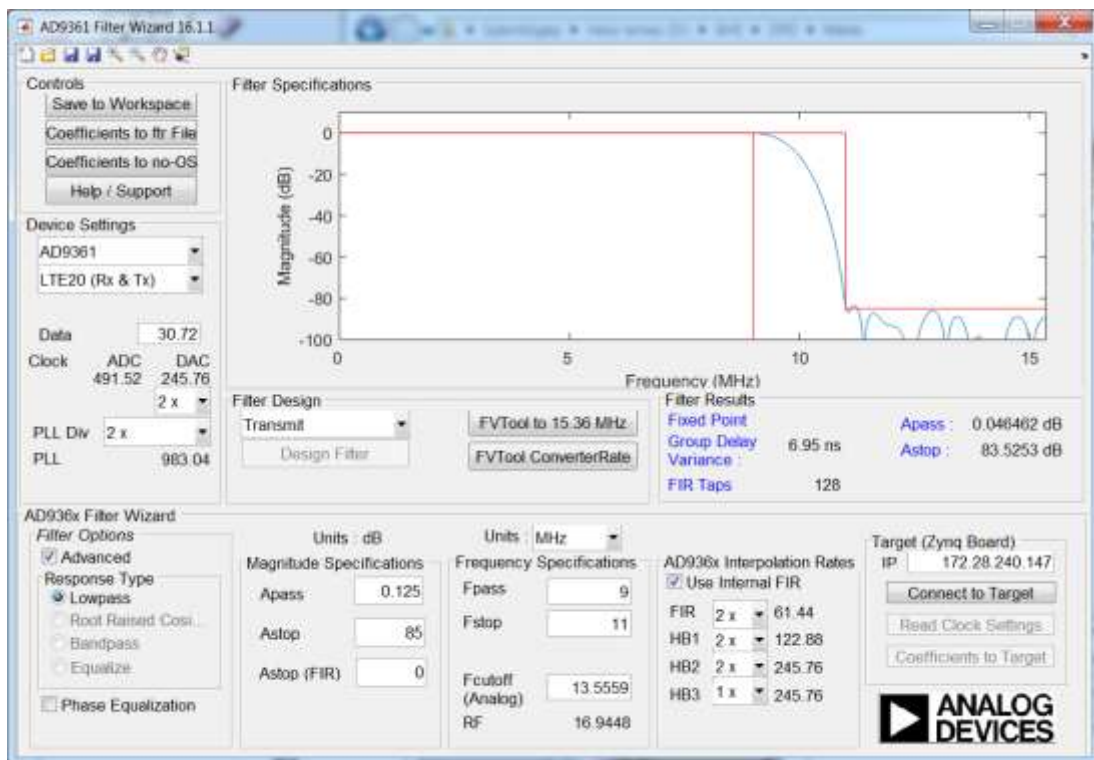 AD9361 Filter Wizard 16.1.1
Controls
Save to Workspace
Coefficients to ftr File
Coefficients to no-OS
Help / Support
Device Settings
AD9361
LTE20 (Rx & Tx)
Data 30.72
Clock ADC DAC
491.52 245.76
2 x
PLL Div 2 x
PLL 983.04
Filter Specifications
Magnitude (dB)
0
-20
-40
-60
-80
-100
0 5 10 15
Frequency (MHz)
Filter Design
Transmit
Design Filter
FVTool to 15.36 MHz
FVTool ConverterRate
Filter Results
Fixed Point
Group Delay
Variance : 6.95 ns
FIR Taps 128
Apass : 0.046462 dB
Astop : 83.5253 dB
AD936x Filter Wizard
Filter Options
Advanced
Response Type
Lowpass
Root Raised Cosi...
Bandpass
Equalize
Phase Equalization
Units : dB
Magnitude Specifications
Apass 0.125
Astop 85
Astop (FIR) 0
Units : MHz
Frequency Specifications
Fpass 9
Fstop 11
Fcutoff
(Analog) 13.5559
RF 16.9448
AD936x Interpolation Rates
Use Internal FIR
FIR 2 x 61.44
HB1 2 x 122.88
HB2 2 x 245.76
HB3 1 x 245.76
Target (Zynq Board)
IP 172.28.240.147
Connect to Target
Read Clock Settings
Coefficients to Target
ANALOG
DEVICES